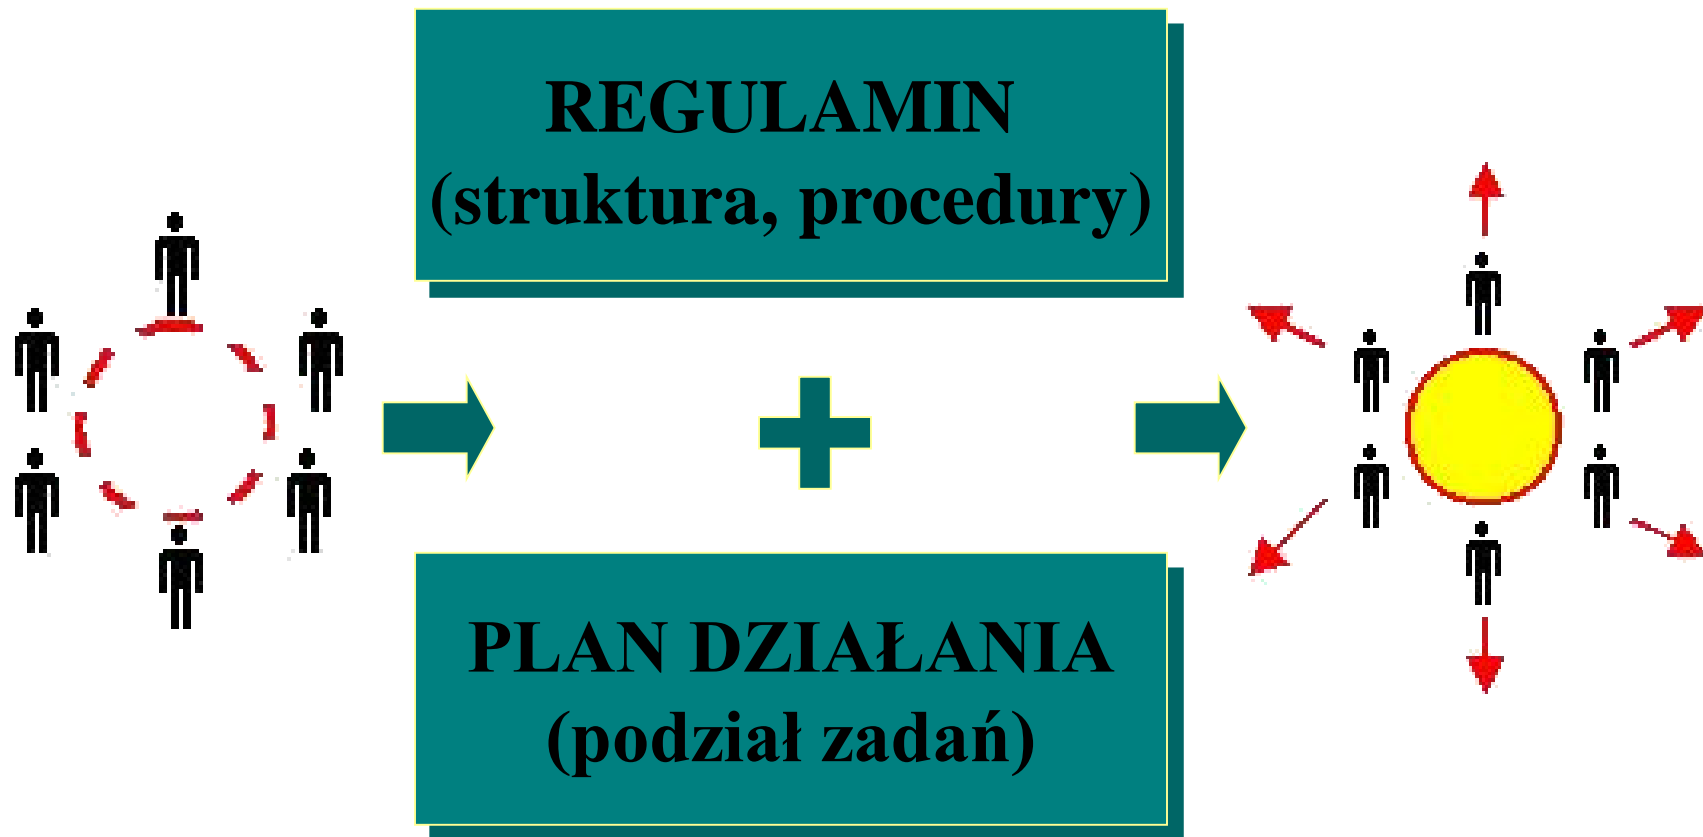 REGULAMIN
(struktura, procedury)
PLAN DZIAŁANIA
(podział zadań)